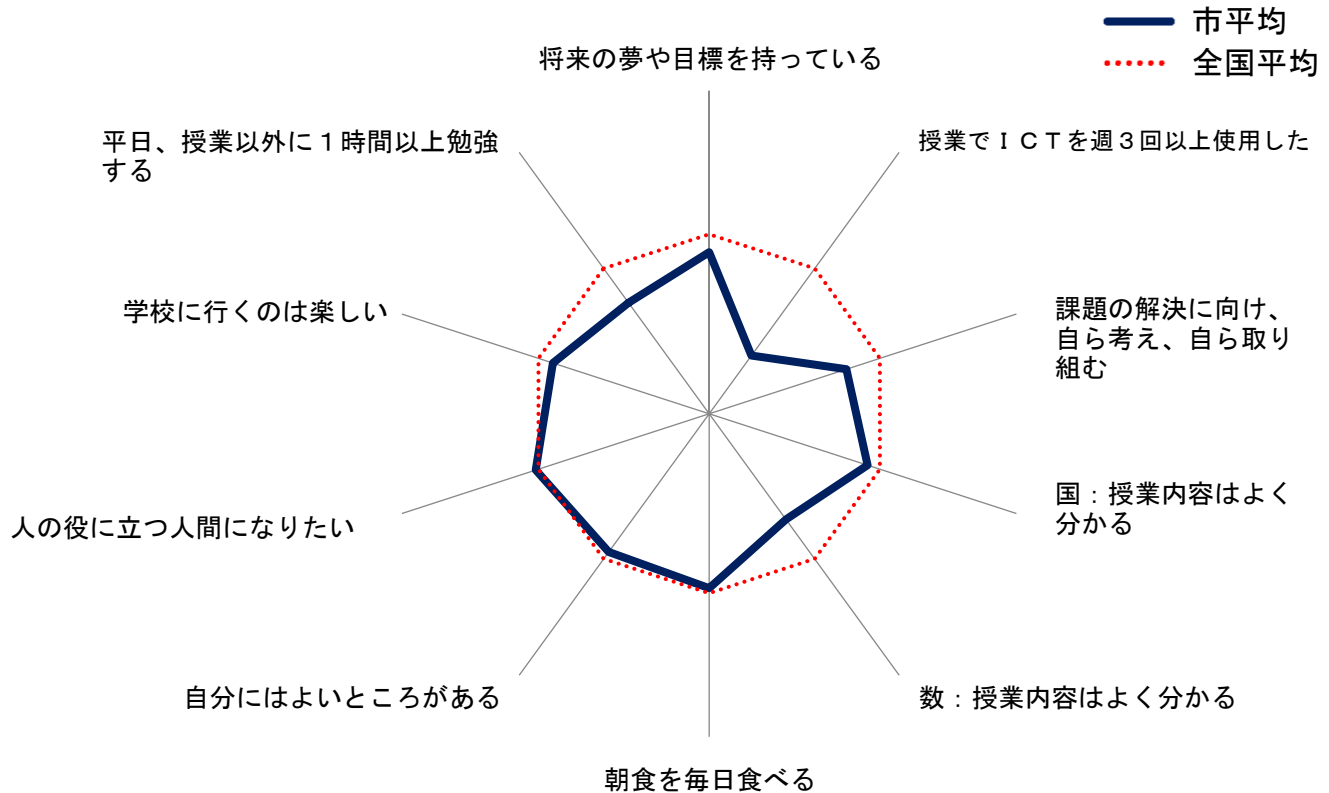 市平均
全国平均
将来の夢や目標を持っている
授業でＩＣＴを週３回以上使用した
課題の解決に向け、
自ら考え、自ら取り
組む
国：授業内容はよく
分かる
数：授業内容はよく分かる
朝食を毎日食べる
自分にはよいところがある
人の役に立つ人間になりたい
学校に行くのは楽しい
平日、授業以外に１時間以上勉強
する